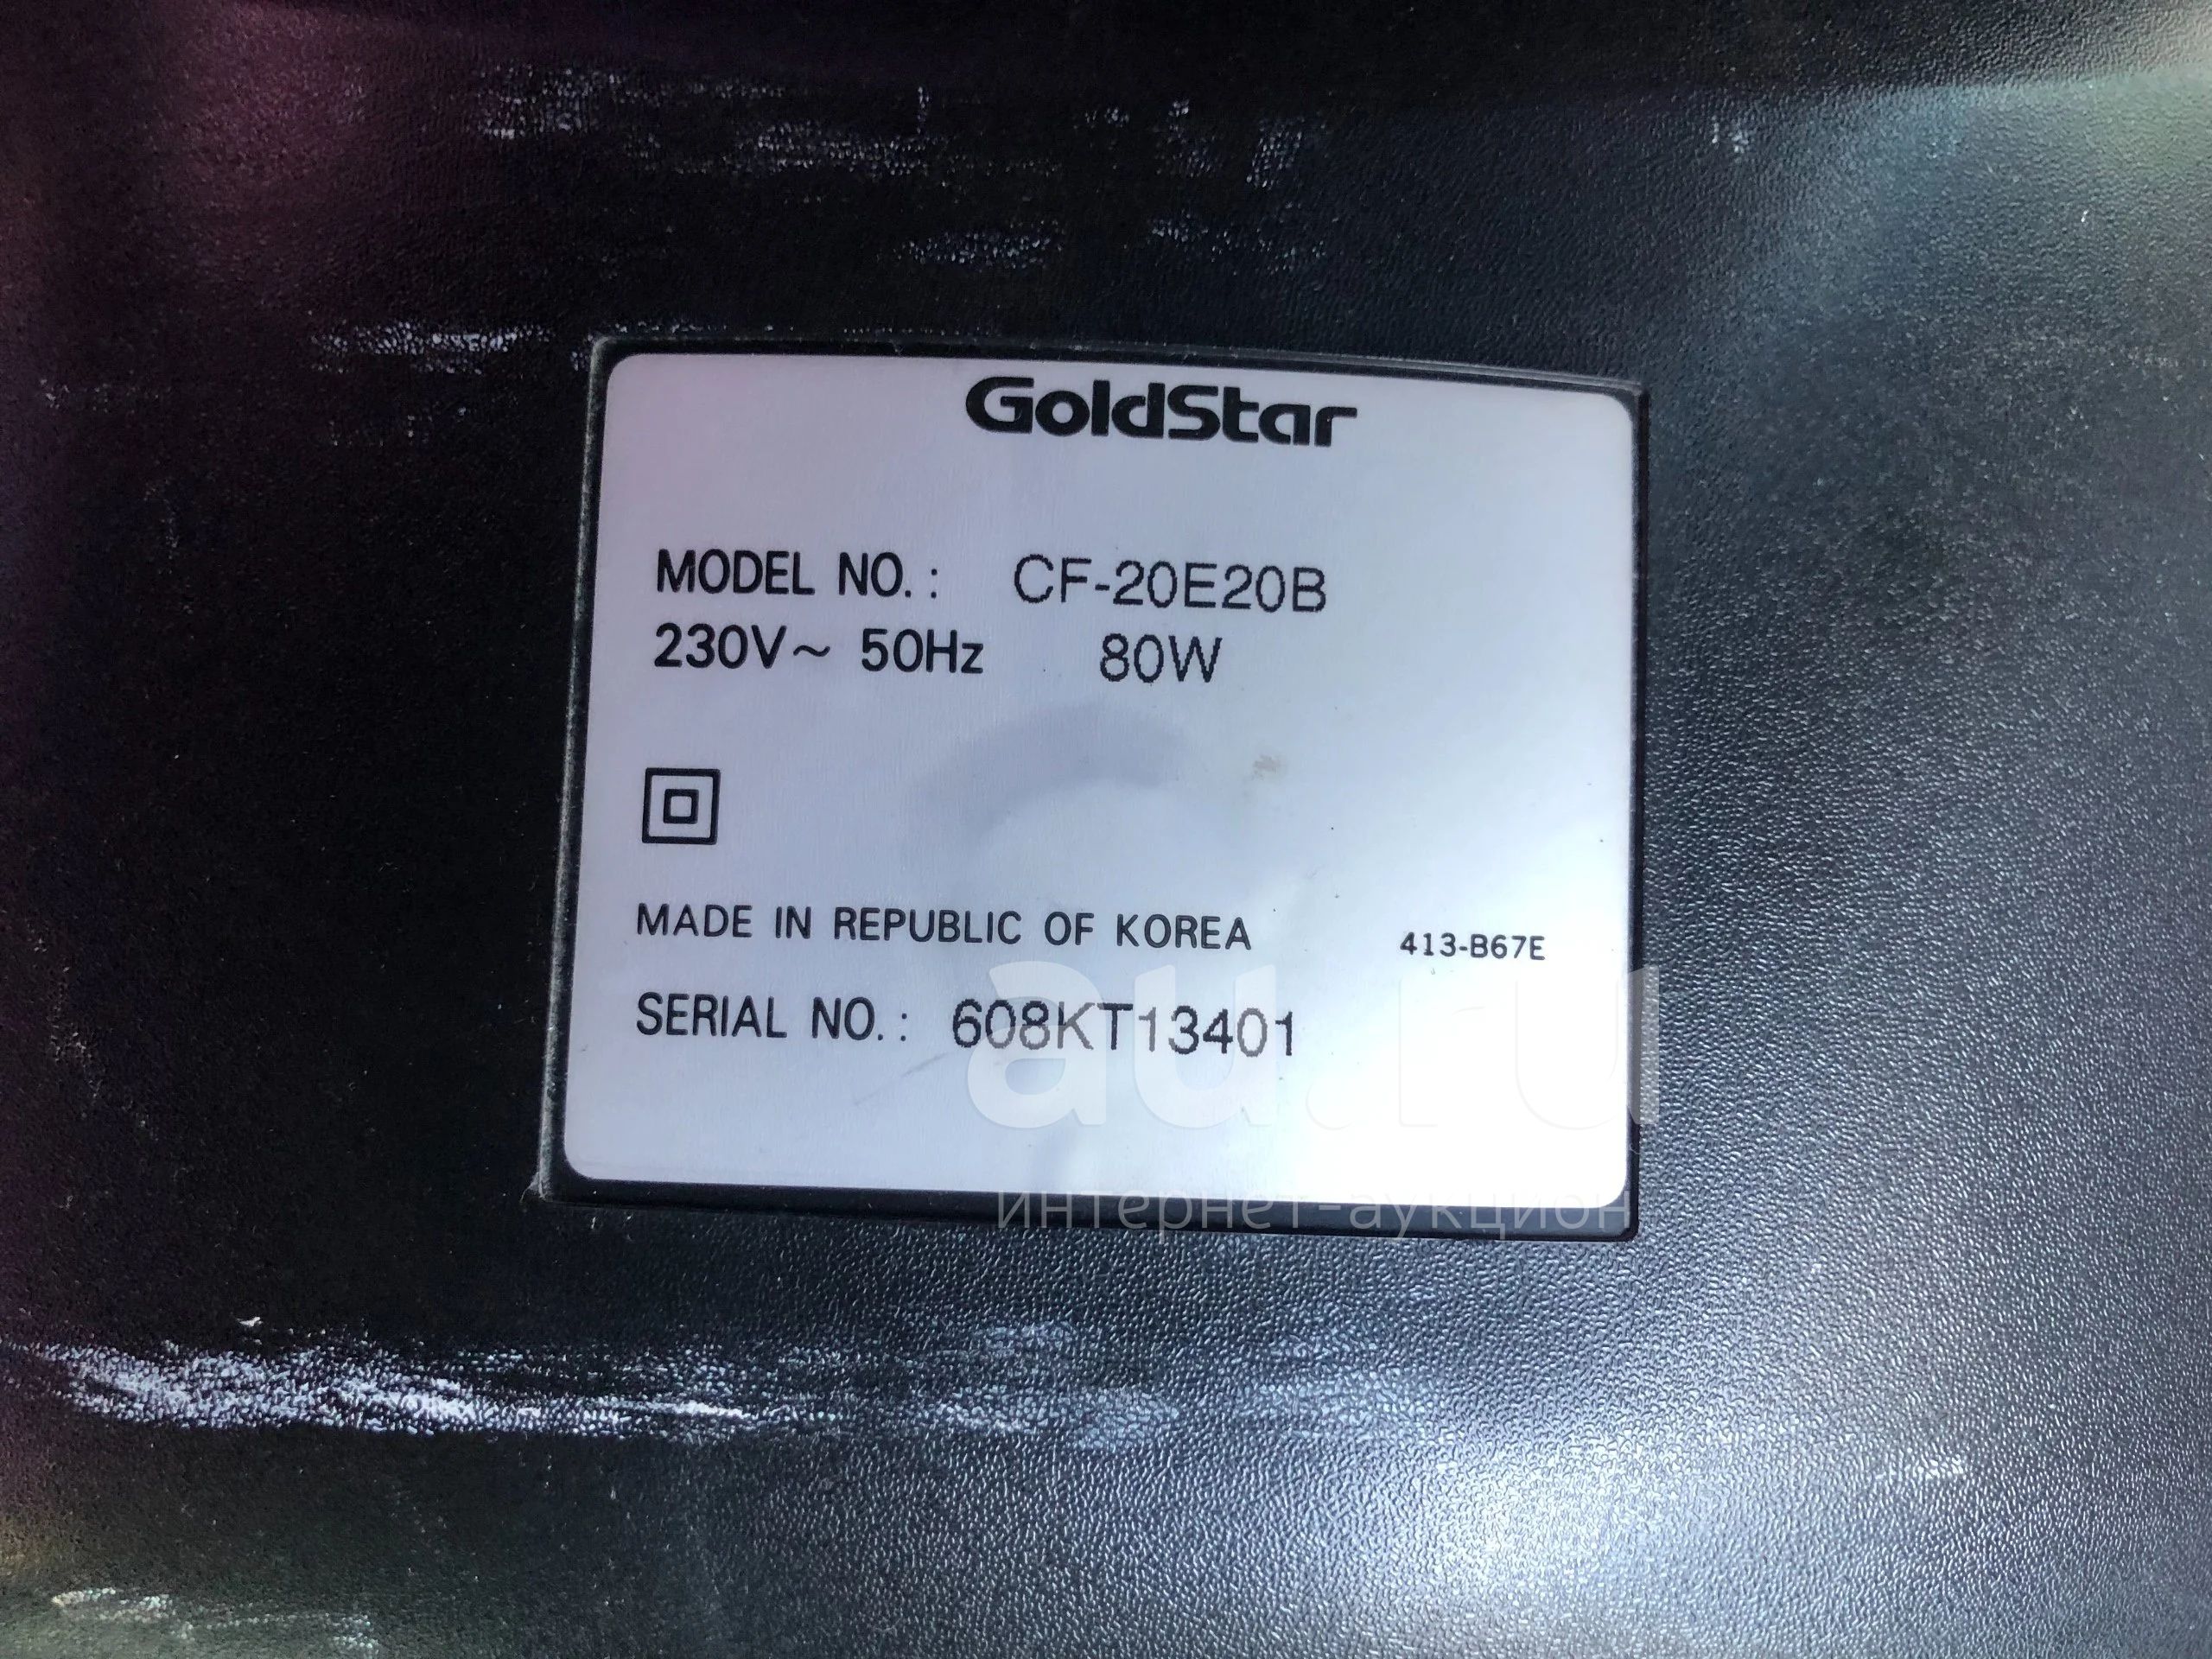 GoldStar
MODEL NO.: CF-20E20B
230V~ 50Hz 80W
MADE IN REPUBLIC OF KOREA 413-B67E
SERIAL NO.: 608KT13401
au.ru
интернет-аукцион